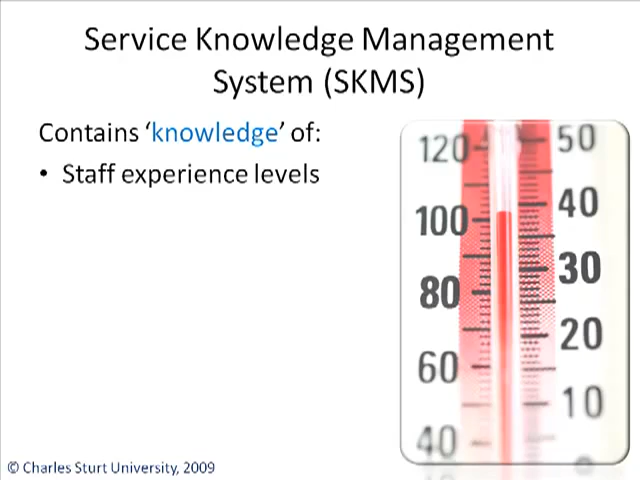 Service Knowledge Management
System (SKMS)
Contains ‘knowledge’ of:
• Staff experience levels
120 50
100 40
80 30
60 20
40 10
0
© Charles Sturt University, 2009